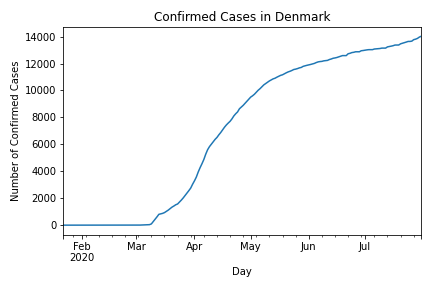 Confirmed Cases in Denmark
14000
12000
10000
8000
6000
4000
2000
0
Number of Confirmed Cases
Feb Mar Apr May Jun Jul
2020
Day